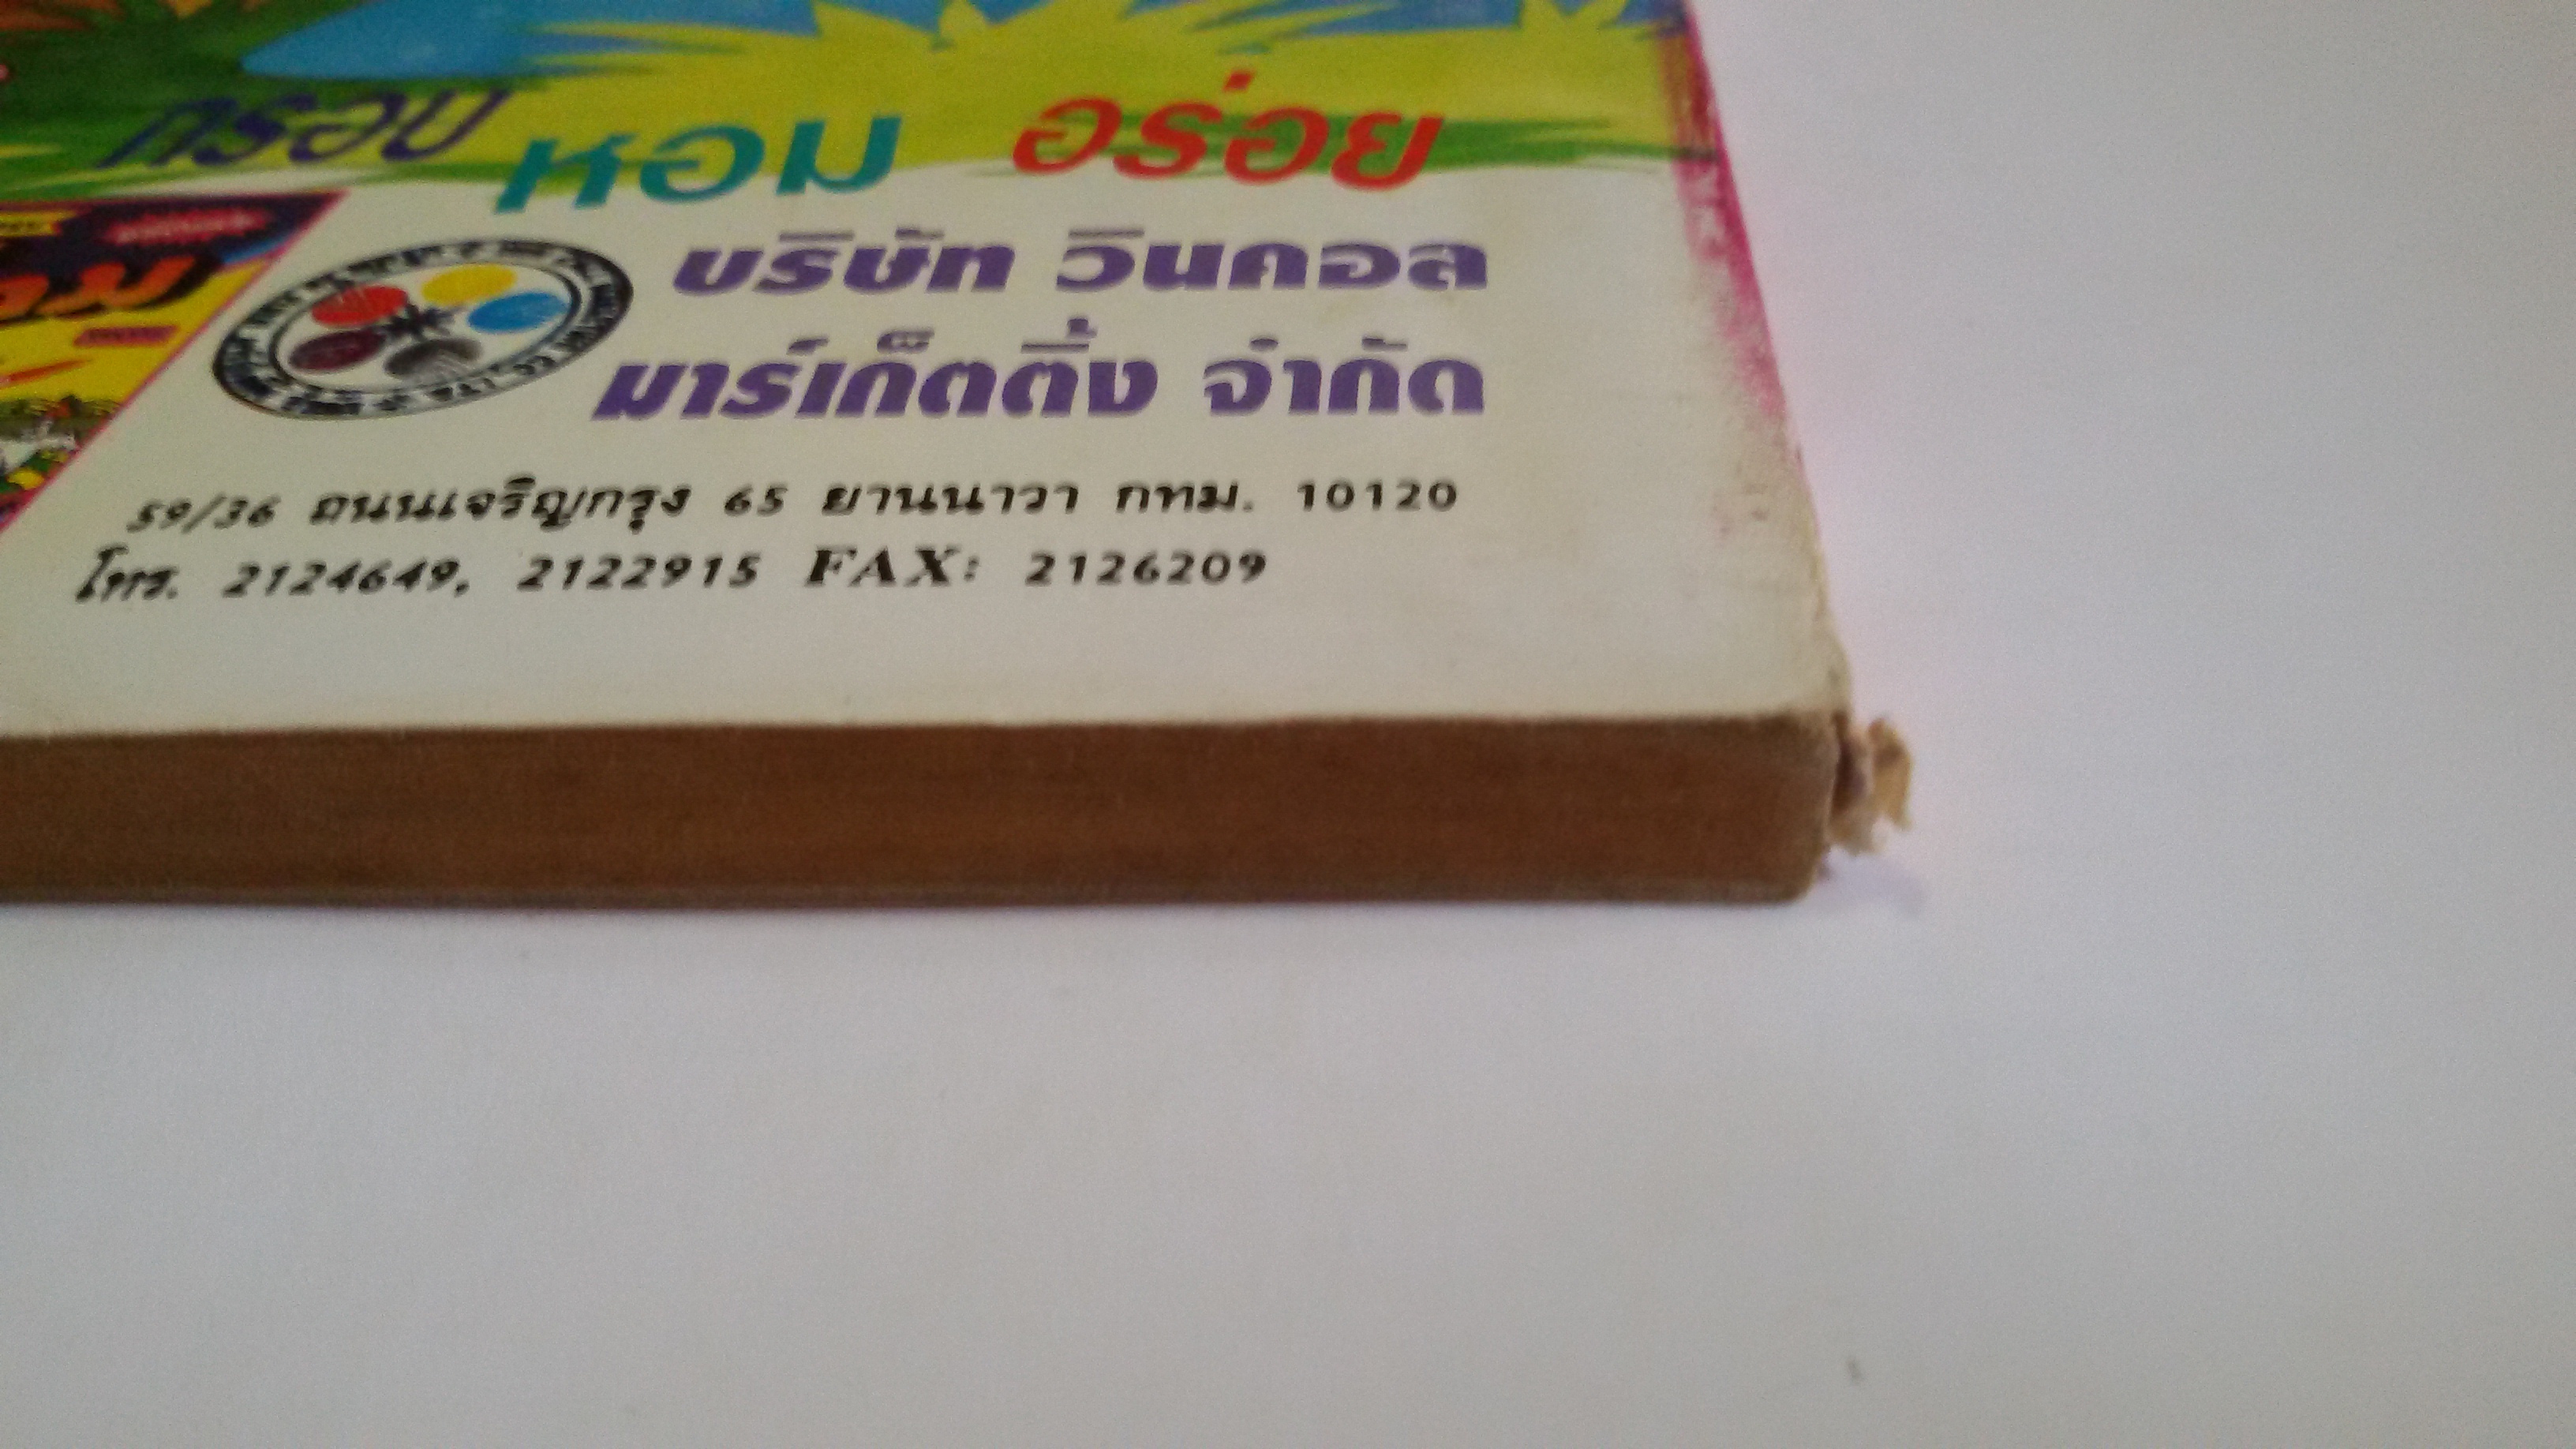 กรอบ หอม อร่อย
บริษัท วินคอล
มาร์เก็ตติ้ง จำกัด
59/36 ถนนเจริญกรุง 65 ยานนาวา กทม. 10120
โทร. 2124649, 2122915 FAX: 2126209